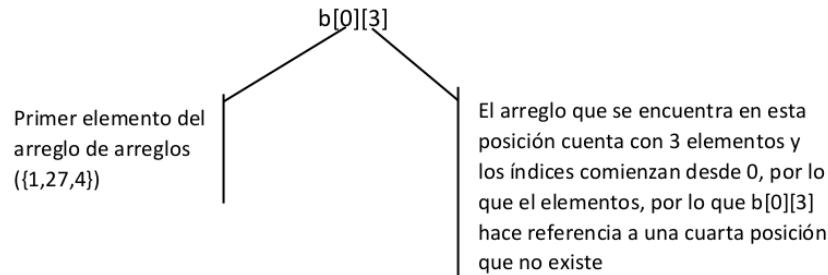 b[0][3]
Primer elemento del
arreglo de arreglos
({1,27,4})
El arreglo que se encuentra en esta
posición cuenta con 3 elementos y
los índices comienzan desde 0, por lo
que el elementos, por lo que b[0][3]
hace referencia a una cuarta posición
que no existe